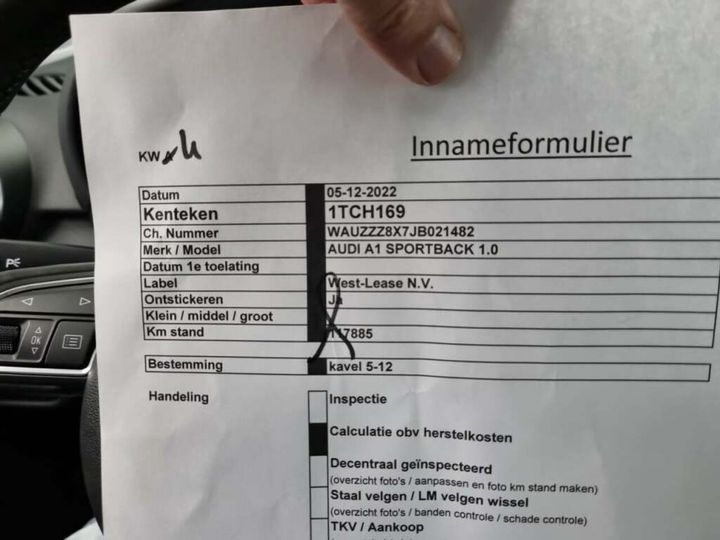 Innameformulier
KW
Datum 05-12-2022
Kenteken 1TCH169
Ch. Nummer WAUZZZ8X7JB021482
Merk / Model AUDI A1 SPORTBACK 1.0
Datum 1e toelating
Label West-Lease N.V.
Ontstickeren Ja
Klein / middel / groot
Km stand 117885
Bestemming kavel 5-12
Handeling Inspectie
Calculatie obv herstelkosten
Decentraal geïnspecteerd
(overzicht foto's / aanpassen en foto km stand maken)
Staal velgen / LM velgen wissel
(overzicht foto's / banden controle / schade controle)
TKV / Aankoop
OK